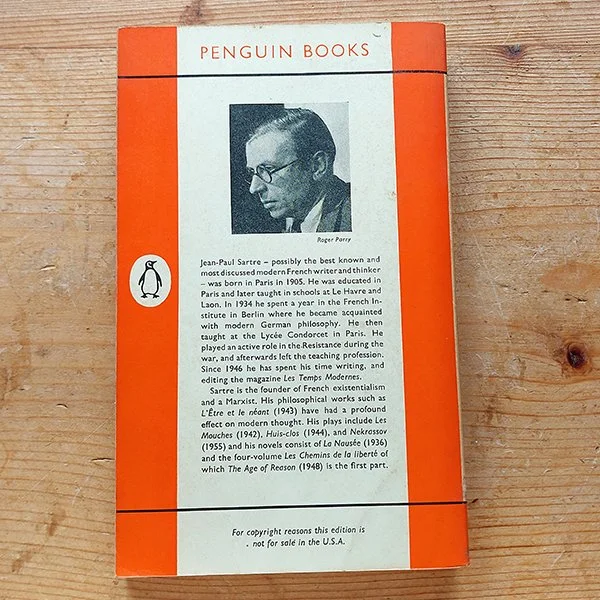 PENGUIN BOOKS
Roger Parry
Jean-Paul Sartre – possibly the best known and
most discussed modern French writer and thinker
– was born in Paris in 1905. He was educated in
Paris and later taught in schools at Le Havre and
Laon. In 1934 he spent a year in the French In-
stitute in Berlin where he became acquainted
with modern German philosophy. He then
taught at the Lycée Condorcet in Paris. He
played an active role in the Resistance during the
war, and afterwards left the teaching profession.
Since 1946 he has spent his time writing, and
editing the magazine Les Temps Modernes.
Sartre is the founder of French existentialism
and a Marxist. His philosophical works such as
L'Être et le néant (1943) have had a profound
effect on modern thought. His plays include Les
Mouches (1942), Huis-clos (1944), and Nekrassov
(1955) and his novels consist of La Nausée (1936)
and the four-volume Les Chemins de la liberté of
which The Age of Reason (1948) is the first part.
For copyright reasons this edition is
not for sale in the U.S.A.